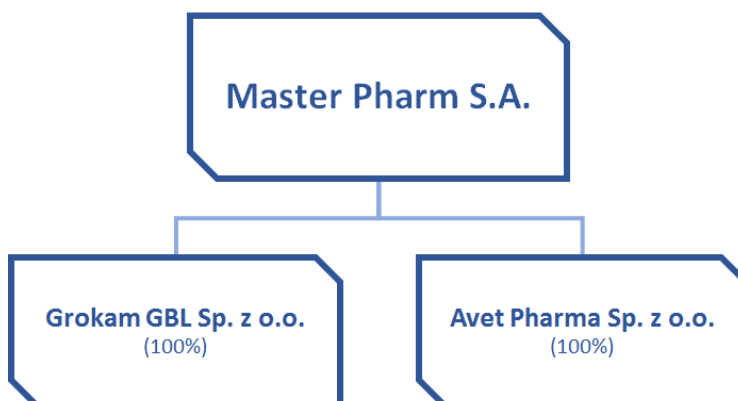 Master Pharm S.A.
Grokam GBL Sp. z o.o.
(100%)
Avet Pharma Sp. z o.o.
(100%)